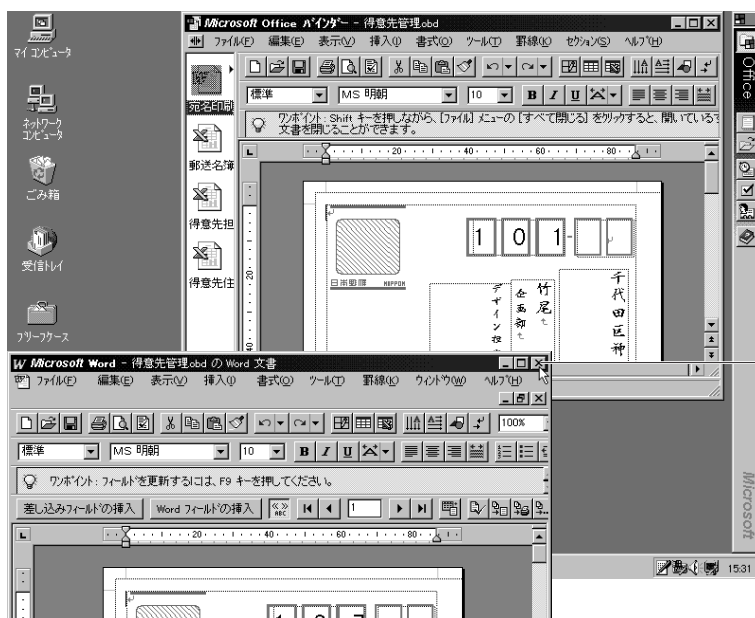 マイ コンピュータ
ネットワーク
コンピュータ
ごみ箱
受信トレイ
ブリーフケース
Microsoft Office バインダー - 得意先管理.obd
ファイル(F) 編集(E) 表示(V) 挿入(I) 書式(O) ツール(T) 罫線(K) セクション(S) ヘルプ(H)
標準 MS 明朝 10 B I U
宛名印刷
郵送名簿
得意先担
得意先住
ワンポイント : Shift キーを押しながら、[ファイル] メニューの [すべて閉じる] をクリックすると、開いている
文書を閉じることができます。
20 40 60 80
20
40
101-
日本郵便 NIPPON
千代田区神
竹尾
企画部
デザイン担
Office
Microsoft
Microsoft Word - 得意先管理.obd の Word 文書
ファイル(F) 編集(E) 表示(V) 挿入(I) 書式(O) ツール(T) 罫線(K) ウィンドウ(W) ヘルプ(H)
100%
標準 MS 明朝 10 B I U
ワンポイント : フィールドを更新するには、F9 キーを押してください。
差し込みフィールドの挿入 Word フィールドの挿入 ≪≫ ABC 1
20 40 60 80
15:31